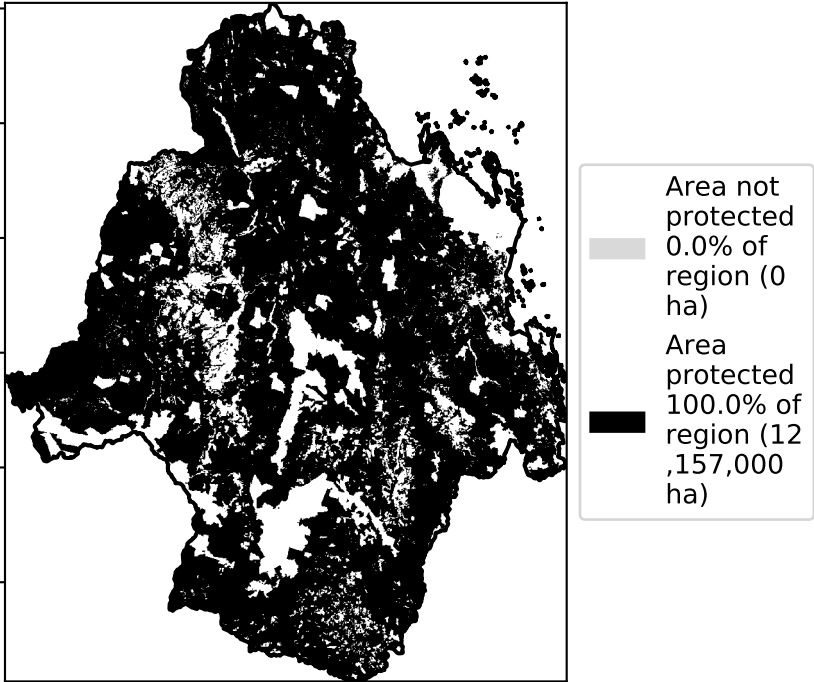 Area not
protected
0.0% of
region (0
ha)
Area
protected
100.0% of
region (12
,157,000
ha)